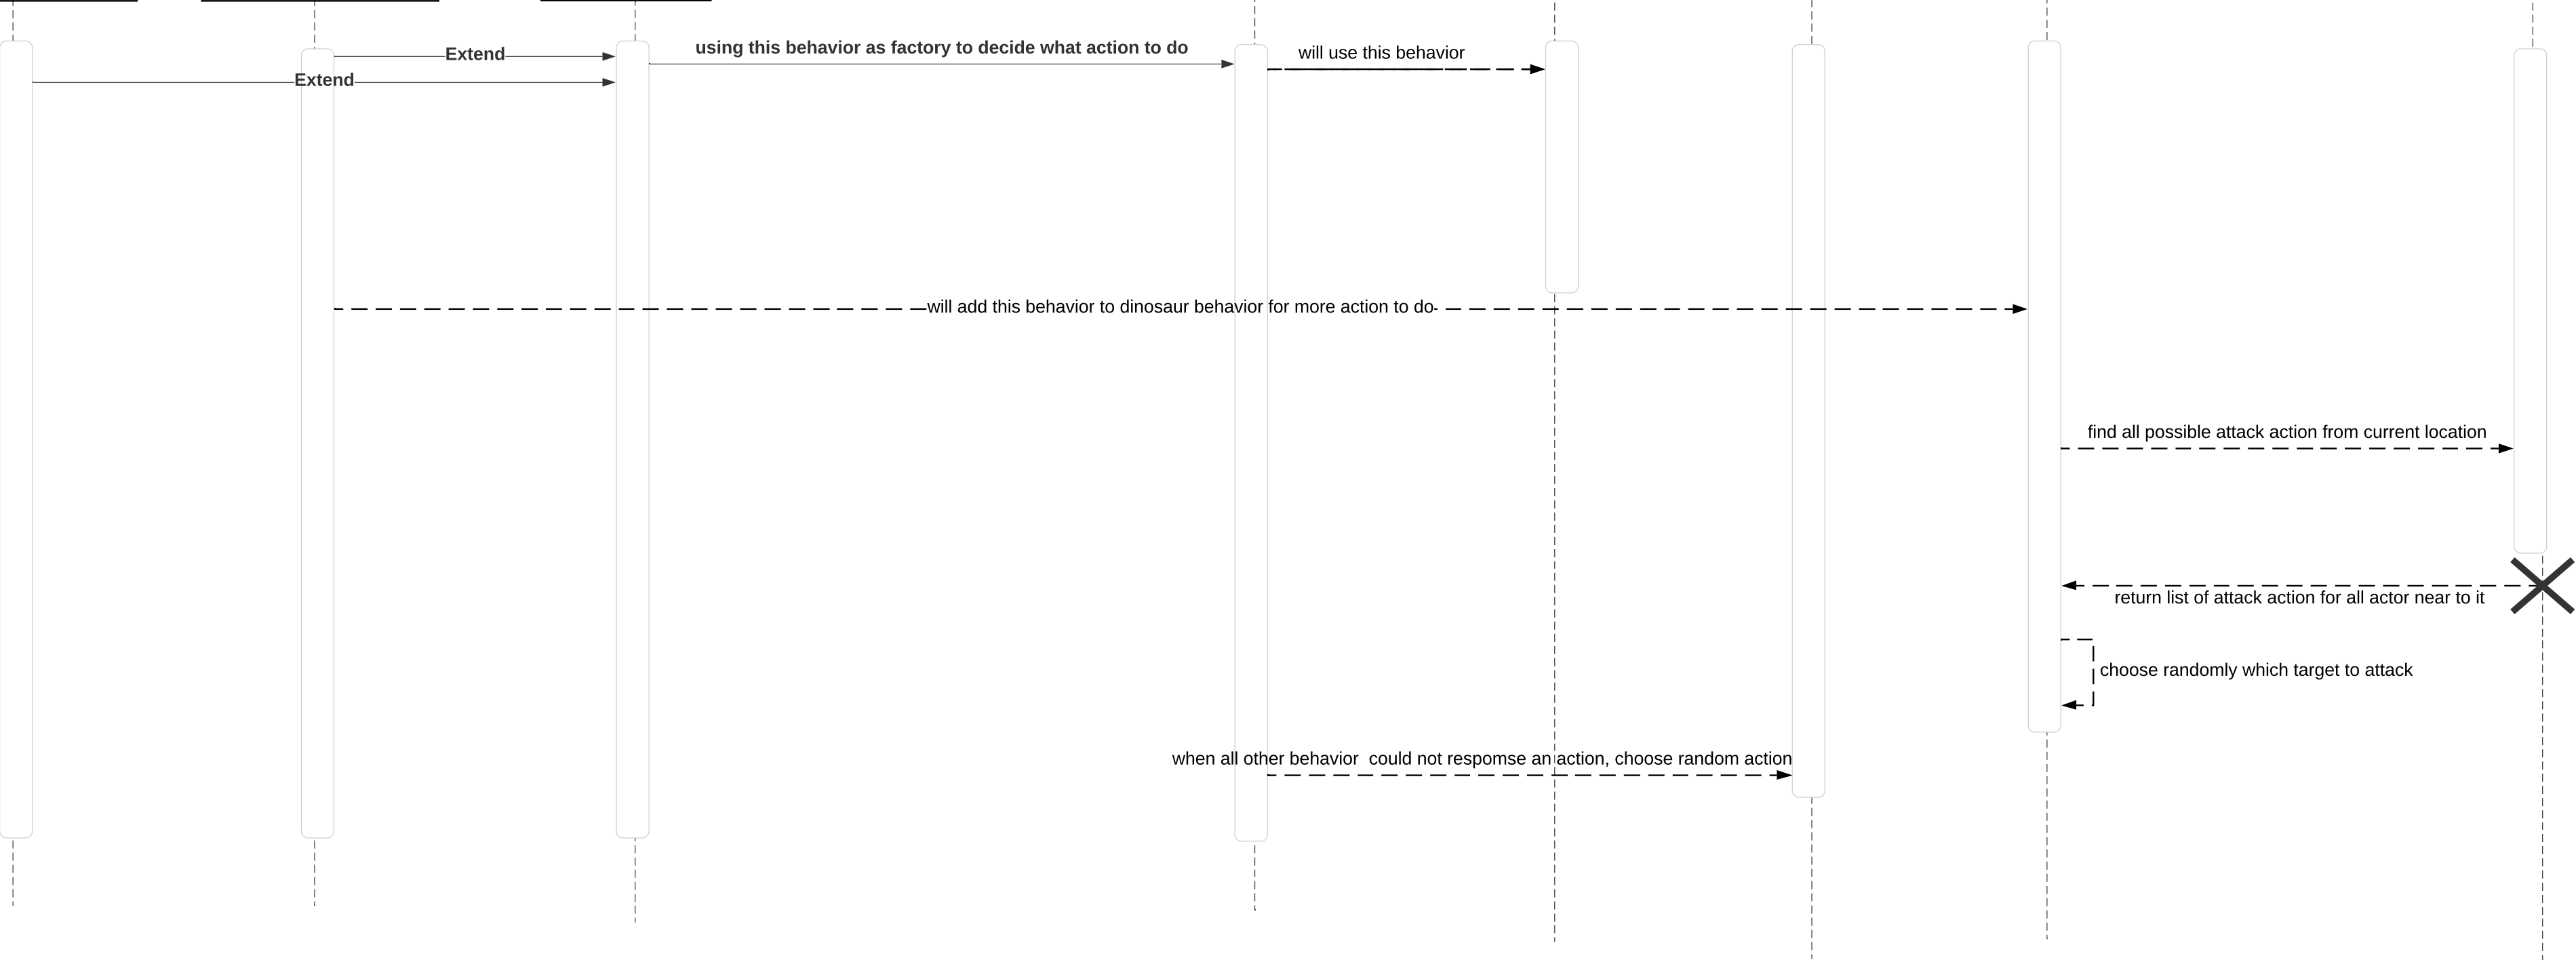 using this behavior as factory to decide what action to do
will use this behavior
Extend
Extend
will add this behavior to dinosaur behavior for more action to do
find all possible attack action from current location
return list of attack action for all actor near to it
choose randomly which target to attack
when all other behavior  could not respomse an action, choose random action